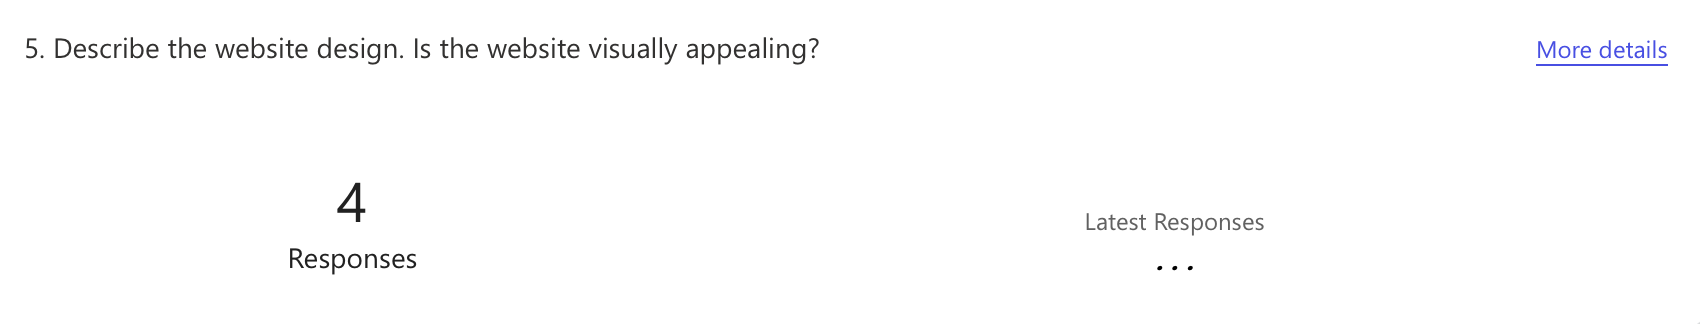 5. Describe the website design. Is the website visually appealing?
More details
4
Responses
Latest Responses
...